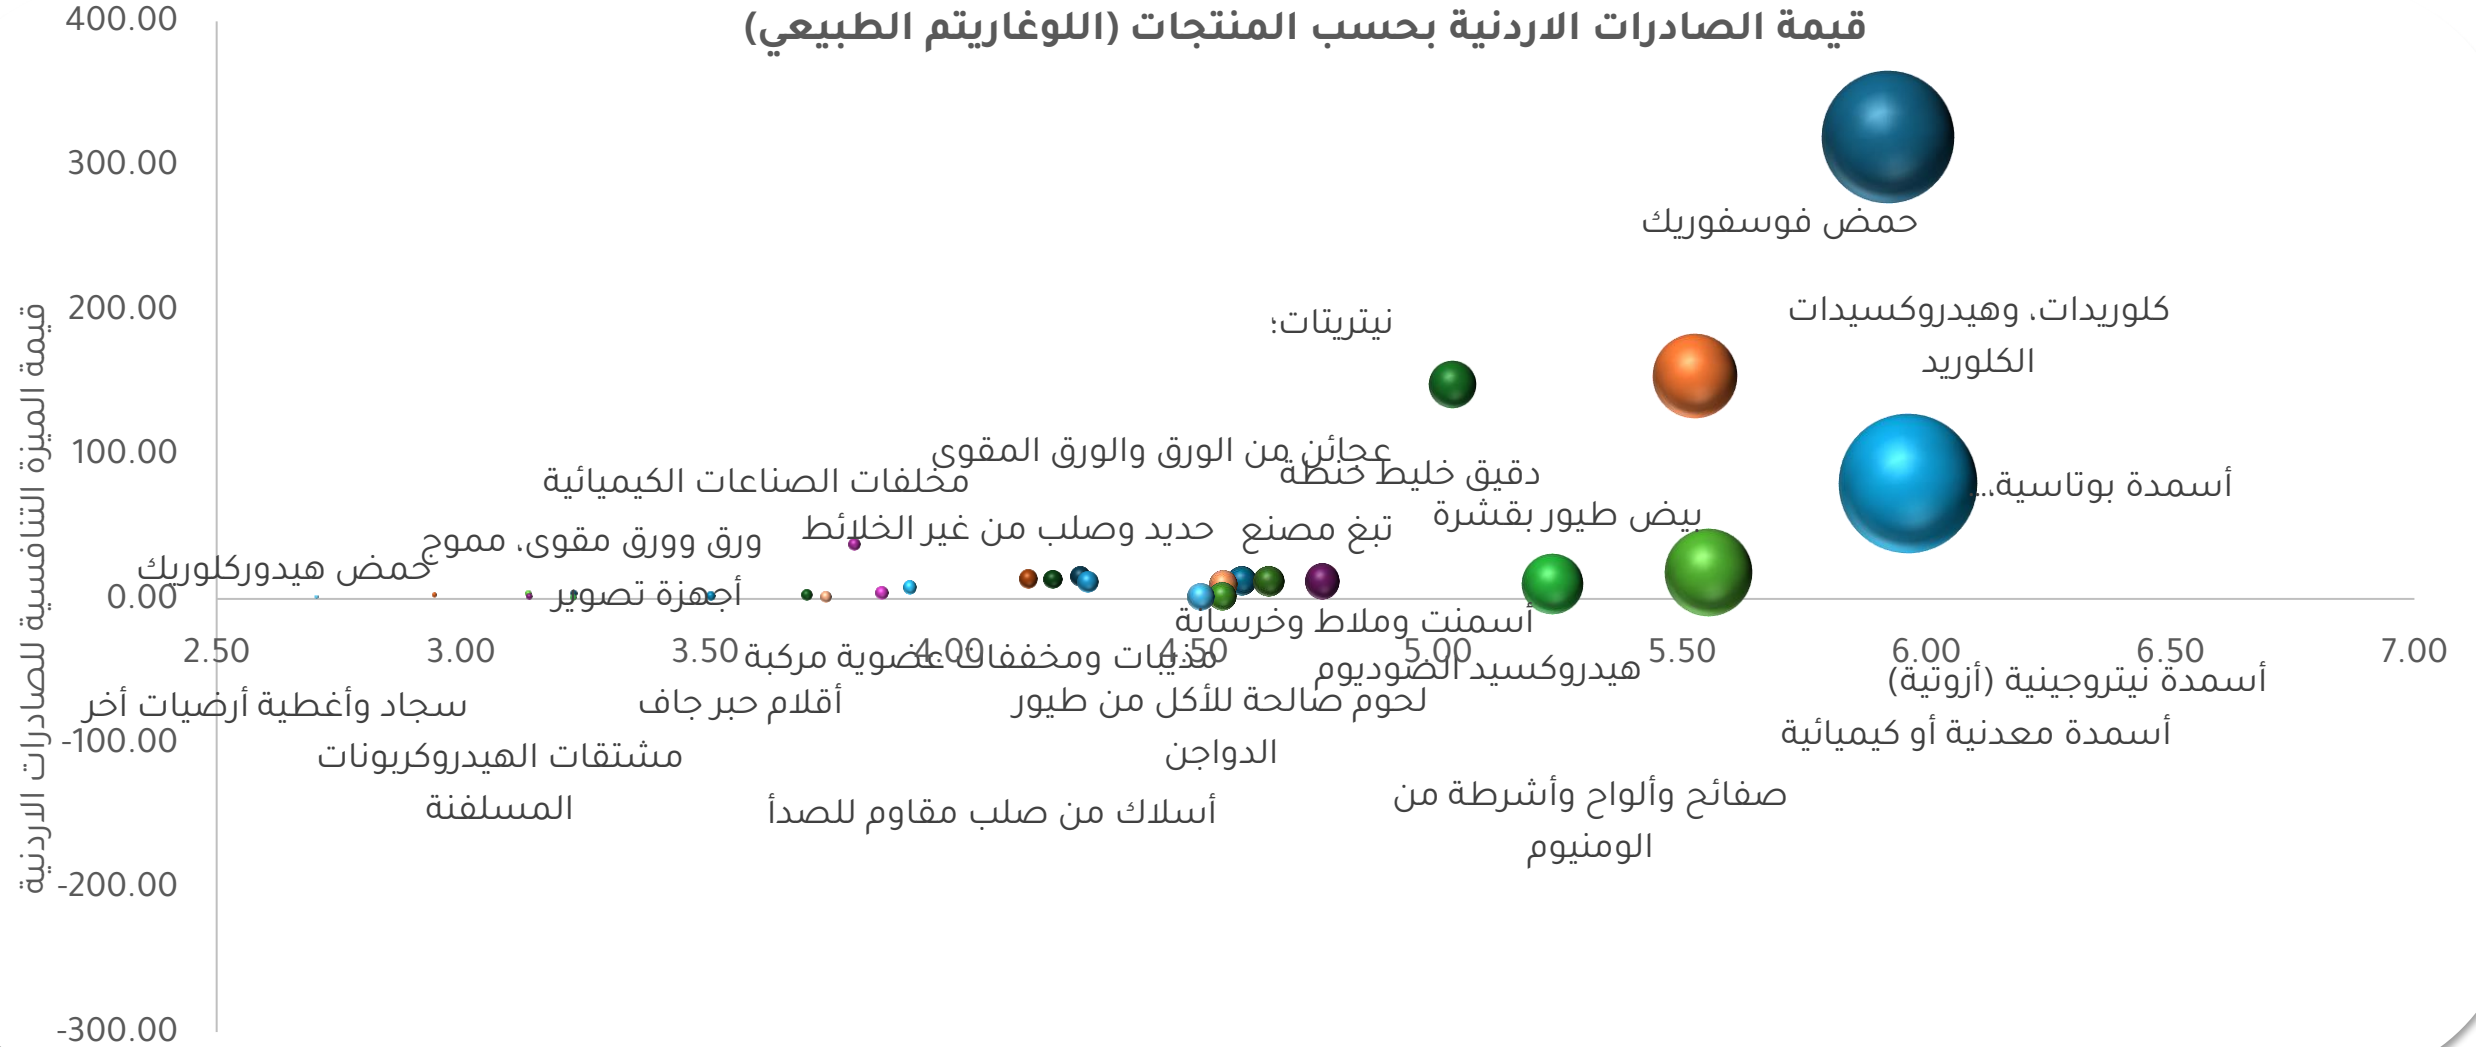 قيمة الصادرات الاردنية بحسب المنتجات (اللوغاريتم الطبيعي)
قيمة الميزة التنافسية للصادرات الاردنية
400.00
300.00
200.00
100.00
0.00
-100.00
-200.00
-300.00
2.50
3.00
3.50
4.00
4.50
5.00
5.50
6.00
6.50
7.00
حمض فوسفوريك
كلوريدات، وهيدروكسيدات
الكلوريد
نيتريتات؛
أسمدة بوتاسية،...
عجائن من الورق والورق المقوى
دقيق خليط حنطة
مخلفات الصناعات الكيميائية
بيض طيور بقشرة
تبغ مصنع
حديد وصلب من غير الخلائط
ورق وورق مقوى، مموج
حمض هيدوركلوريك
أجهزة تصوير
أسمنت وملاط وخرسانة
مذيبات ومخففات عضوية مركبة
هيدروكسيد الصوديوم
أسمدة نيتروجينية (أزوتية)
لحوم صالحة للأكل من طيور
الدواجن
أقلام حبر جاف
سجاد وأغطية أرضيات أخر
أسمدة معدنية أو كيميائية
مشتقات الهيدروكربونات
المسلفنة
صفائح وألواح وأشرطة من
الومنيوم
أسلاك من صلب مقاوم للصدأ